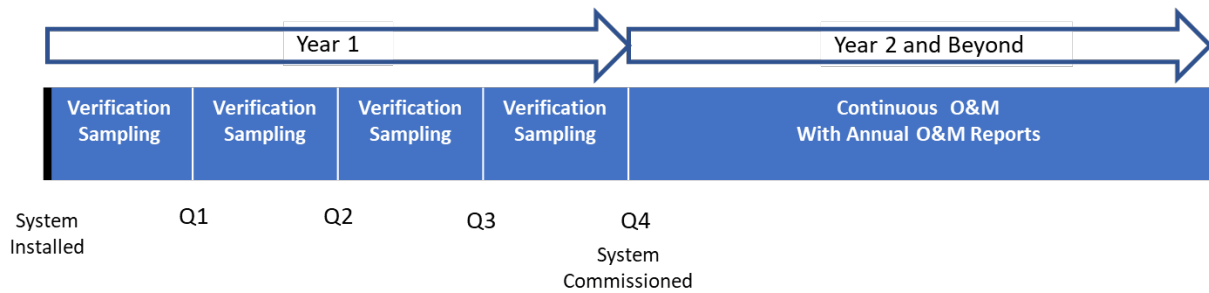 Year 1
Year 2 and Beyond
Verification
Sampling
Verification
Sampling
Verification
Sampling
Verification
Sampling
Continuous O&M
With Annual O&M Reports
System
Installed
Q1
Q2
Q3
Q4
System
Commissioned